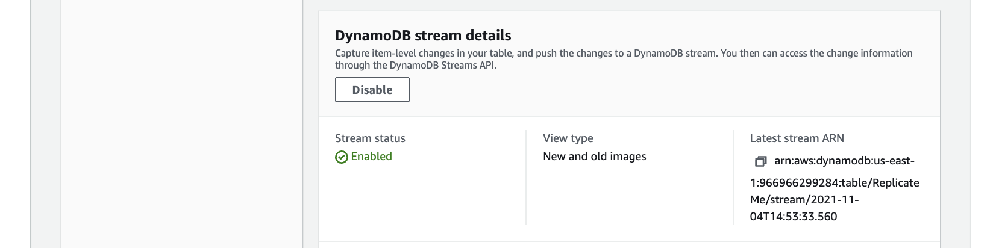 DynamoDB stream details
Capture item-level changes in your table, and push the changes to a DynamoDB stream. You then can access the change information
through the DynamoDB Streams API.
Disable
Stream status
Enabled
View type
New and old images
Latest stream ARN
arn:aws:dynamodb:us-east-
1:966966299284:table/Replicate
Me/stream/2021-11-
04T14:53:33.560